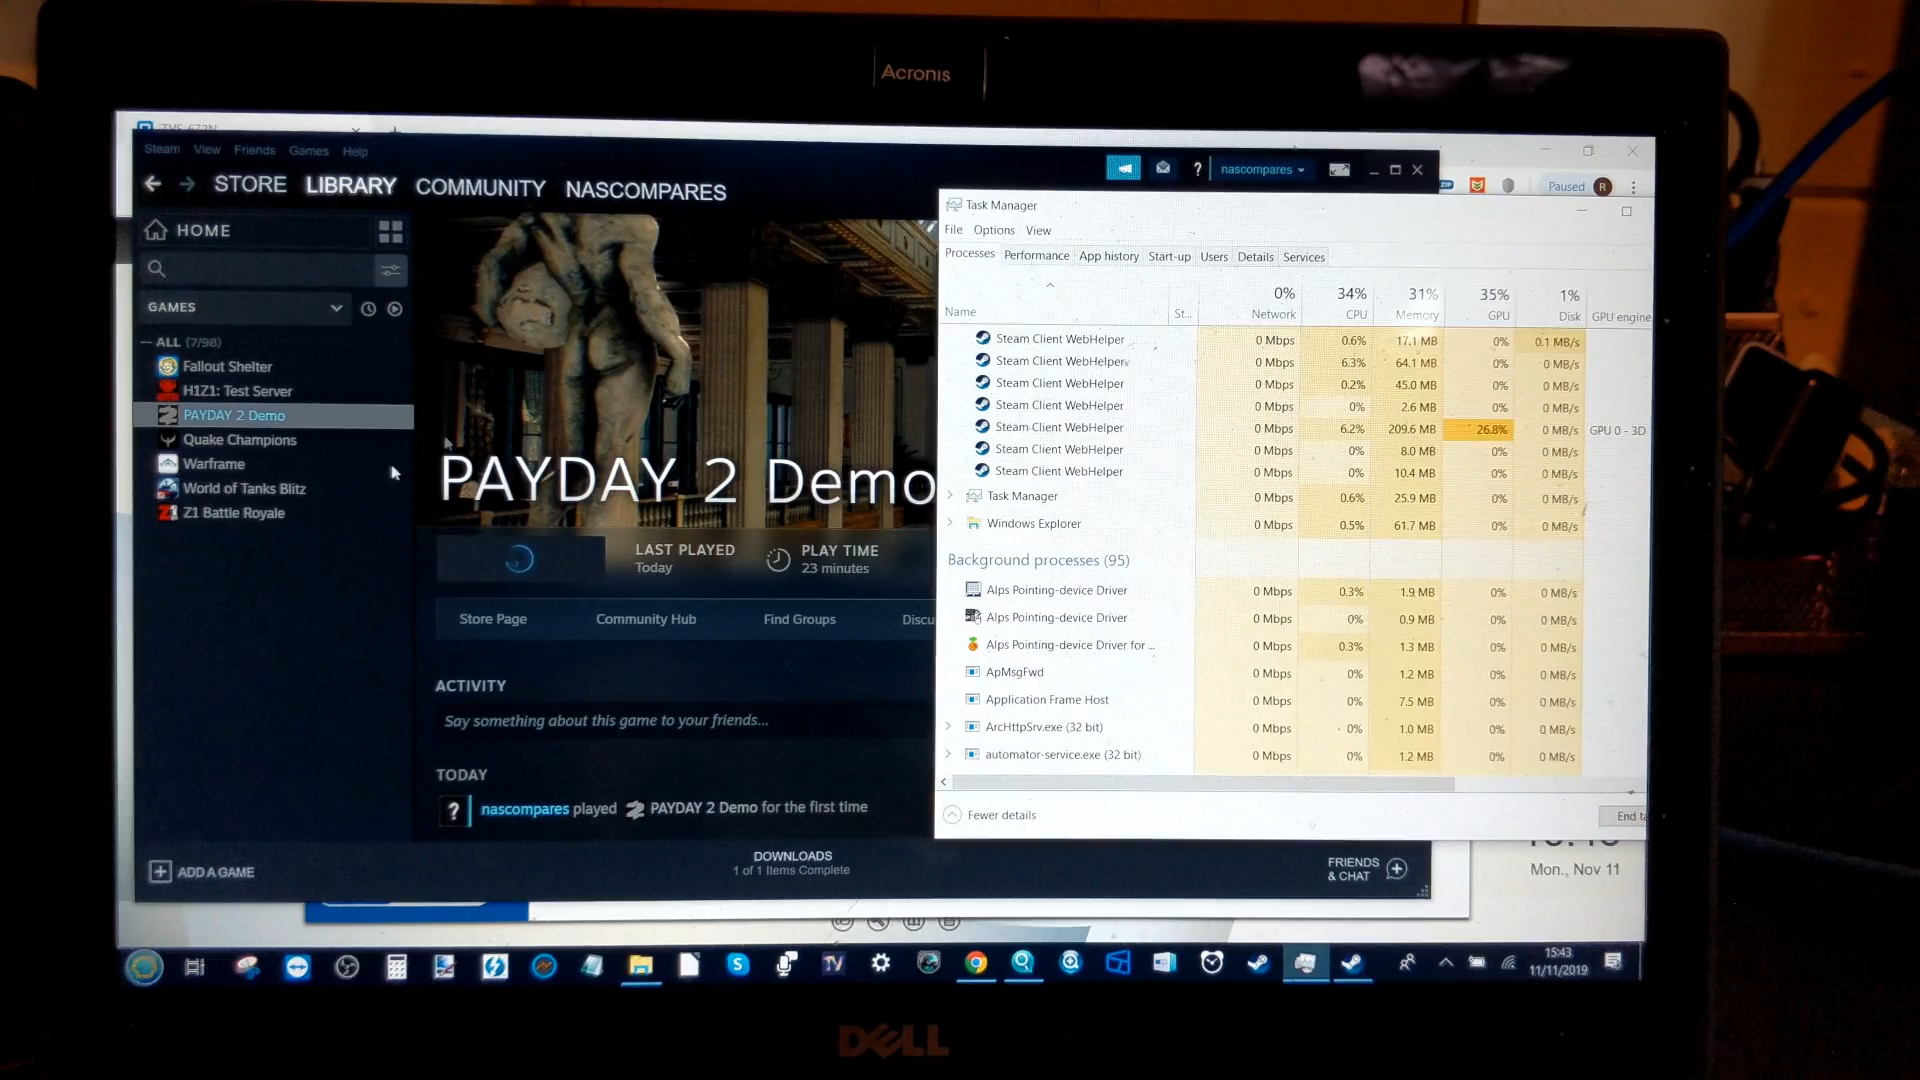 Acronis
Steam View Friends Games Help
nascompares
Paused R
STORE LIBRARY COMMUNITY NASCOMPARES
HOME
GAMES
ALL (7/98)
Fallout Shelter
H1Z1: Test Server
PAYDAY 2 Demo
Quake Champions
Warframe
World of Tanks Blitz
Z1 Battle Royale
ADD A GAME
PAYDAY 2 Demo
LAST PLAYED
Today
PLAY TIME
23 minutes
Store Page Community Hub Find Groups Discu
ACTIVITY
Say something about this game to your friends...
TODAY
? nascompares played PAYDAY 2 Demo for the first time
DOWNLOADS
1 of 1 Items Complete
FRIENDS
& CHAT
Task Manager
File Options View
Processes Performance App history Start-up Users Details Services
0% 34% 31% 35% 1%
Name St... Network CPU Memory GPU Disk GPU engine
Steam Client WebHelper 0 Mbps 0.6% 17.1 MB 0% 0.1 MB/s
Steam Client WebHelper 0 Mbps 6.3% 64.1 MB 0% 0 MB/s
Steam Client WebHelper 0 Mbps 0.2% 45.0 MB 0% 0 MB/s
Steam Client WebHelper 0 Mbps 0% 2.6 MB 0% 0 MB/s
Steam Client WebHelper 0 Mbps 6.2% 209.6 MB 26.8% 0 MB/s GPU 0 - 3D
Steam Client WebHelper 0 Mbps 0% 8.0 MB 0% 0 MB/s
Steam Client WebHelper 0 Mbps 0% 10.4 MB 0% 0 MB/s
Task Manager 0 Mbps 0.6% 25.9 MB 0% 0 MB/s
Windows Explorer 0 Mbps 0.5% 61.7 MB 0% 0 MB/s
Background processes (95)
Alps Pointing-device Driver 0 Mbps 0.3% 1.9 MB 0% 0 MB/s
Alps Pointing-device Driver 0 Mbps 0% 0.9 MB 0% 0 MB/s
Alps Pointing-device Driver for ... 0 Mbps 0.3% 1.3 MB 0% 0 MB/s
ApMsgFwd 0 Mbps 0% 1.2 MB 0% 0 MB/s
Application Frame Host 0 Mbps 0% 7.5 MB 0% 0 MB/s
ArcHttpSrv.exe (32 bit) 0 Mbps 0% 1.0 MB 0% 0 MB/s
automator-service.exe (32 bit) 0 Mbps 0% 1.2 MB 0% 0 MB/s
Fewer details
End ta
Mon., Nov 11
15:43
11/11/2019
DELL